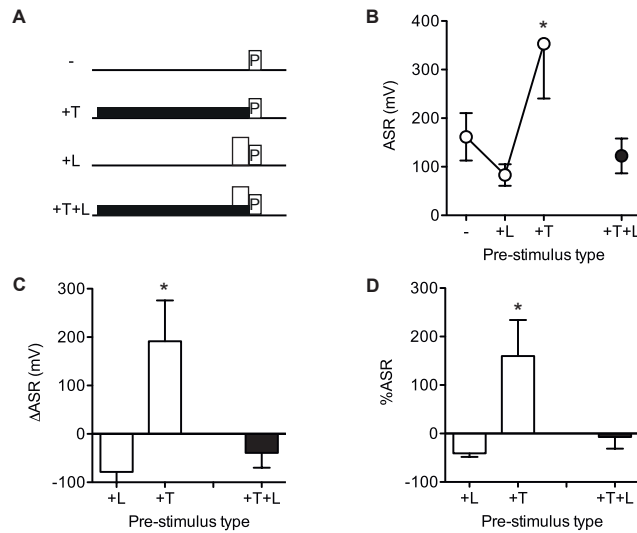 A
-
P
+T
P
+L
P
+T+L
P
B
400
300
200
100
0
ASR (mV)
*
- +L +T +T+L
Pre-stimulus type
C
300
200
100
0
-100
ΔASR (mV)
*
+L +T +T+L
Pre-stimulus type
D
300
200
100
0
-100
%ASR
*
+L +T +T+L
Pre-stimulus type